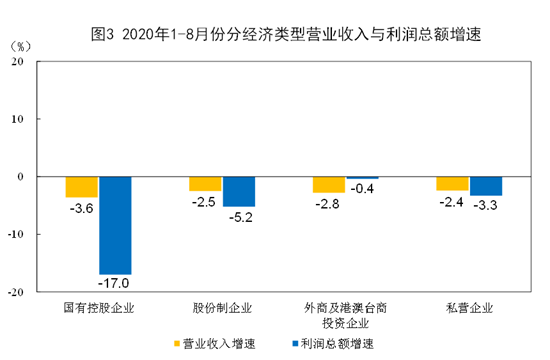 图3 2020年1-8月份分经济类型营业收入与利润总额增速
(%)
20
10
0
-10
-20
-3.6
-17.0
-2.5
-5.2
-2.8
-0.4
-2.4
-3.3
国有控股企业
股份制企业
外商及港澳台商
投资企业
私营企业
营业收入增速
利润总额增速